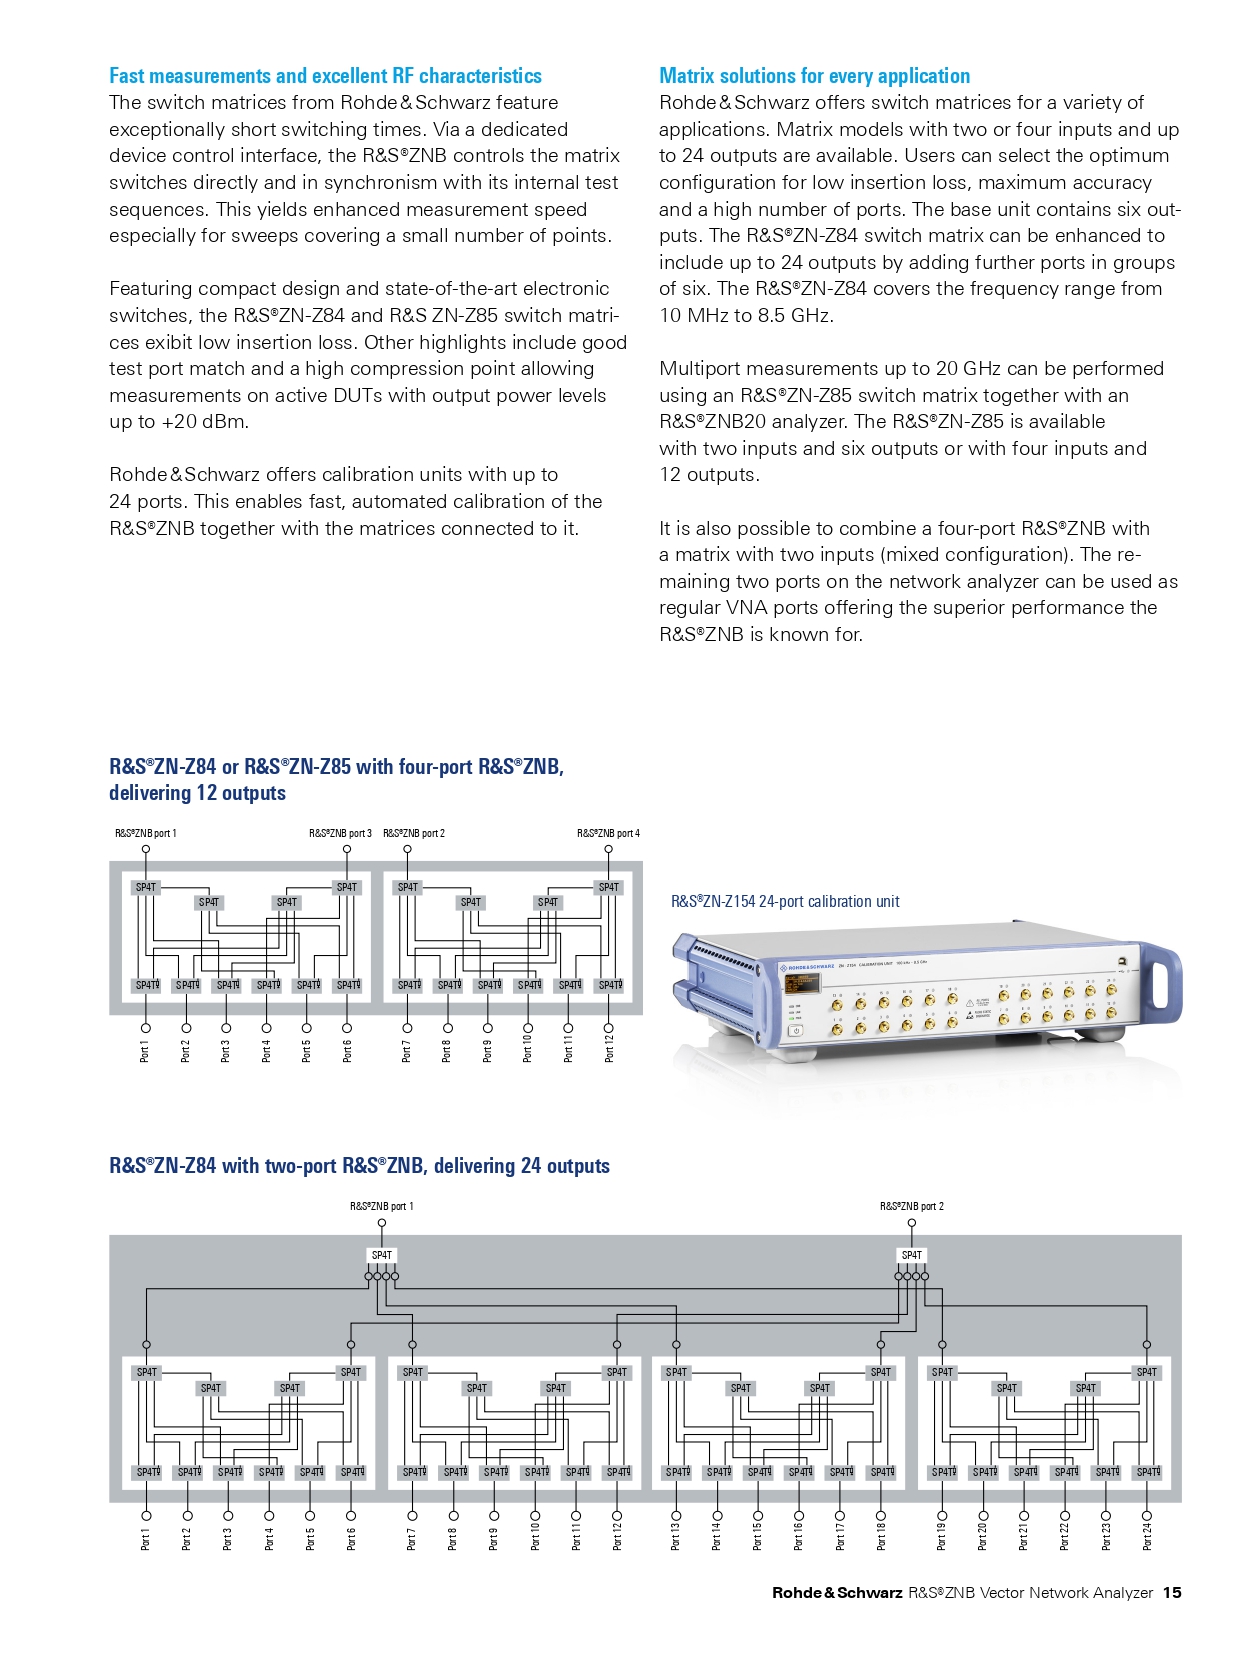 Fast measurements and excellent RF characteristics
The switch matrices from Rohde & Schwarz feature
exceptionally short switching times. Via a dedicated
device control interface, the R&S®ZNB controls the matrix
switches directly and in synchronism with its internal test
sequences. This yields enhanced measurement speed
especially for sweeps covering a small number of points.
Featuring compact design and state-of-the-art electronic
switches, the R&S®ZN-Z84 and R&S ZN-Z85 switch matri-
ces exibit low insertion loss. Other highlights include good
test port match and a high compression point allowing
measurements on active DUTs with output power levels
up to +20 dBm.
Rohde & Schwarz offers calibration units with up to
24 ports. This enables fast, automated calibration of the
R&S®ZNB together with the matrices connected to it.
Matrix solutions for every application
Rohde & Schwarz offers switch matrices for a variety of
applications. Matrix models with two or four inputs and up
to 24 outputs are available. Users can select the optimum
configuration for low insertion loss, maximum accuracy
and a high number of ports. The base unit contains six out-
puts. The R&S®ZN-Z84 switch matrix can be enhanced to
include up to 24 outputs by adding further ports in groups
of six. The R&S®ZN-Z84 covers the frequency range from
10 MHz to 8.5 GHz.
Multiport measurements up to 20 GHz can be performed
using an R&S®ZN-Z85 switch matrix together with an
R&S®ZNB20 analyzer. The R&S®ZN-Z85 is available
with two inputs and six outputs or with four inputs and
12 outputs.
It is also possible to combine a four-port R&S®ZNB with
a matrix with two inputs (mixed configuration). The re-
maining two ports on the network analyzer can be used as
regular VNA ports offering the superior performance the
R&S®ZNB is known for.
R&S®ZN-Z84 or R&S®ZN-Z85 with four-port R&S®ZNB,
delivering 12 outputs
R&S®ZNB port 1 R&S®ZNB port 3 R&S®ZNB port 2 R&S®ZNB port 4
SP4T SP4T SP4T SP4T
SP4T SP4T SP4T SP4T
SP4T SP4T SP4T SP4T SP4T SP4T SP4T SP4T SP4T SP4T SP4T SP4T
Port 1 Port 2 Port 3 Port 4 Port 5 Port 6 Port 7 Port 8 Port 9 Port 10 Port 11 Port 12
R&S®ZN-Z154 24-port calibration unit
ROHDE&SCHWARZ ZN-Z154 CALIBRATION UNIT
R&S®ZN-Z84 with two-port R&S®ZNB, delivering 24 outputs
R&S®ZNB port 1 R&S®ZNB port 2
SP4T SP4T
SP4T SP4T SP4T SP4T SP4T SP4T SP4T SP4T
SP4T SP4T SP4T SP4T SP4T SP4T SP4T SP4T
SP4T SP4T SP4T SP4T SP4T SP4T SP4T SP4T SP4T SP4T SP4T SP4T SP4T SP4T SP4T SP4T SP4T SP4T SP4T SP4T SP4T SP4T SP4T SP4T
Port 1 Port 2 Port 3 Port 4 Port 5 Port 6 Port 7 Port 8 Port 9 Port 10 Port 11 Port 12 Port 13 Port 14 Port 15 Port 16 Port 17 Port 18 Port 19 Port 20 Port 21 Port 22 Port 23 Port 24
Rohde & Schwarz R&S®ZNB Vector Network Analyzer 15